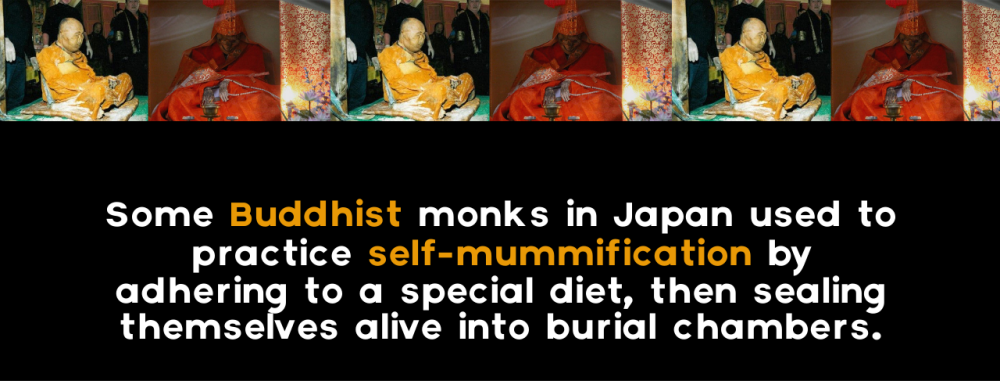 Some Buddhist monks in Japan used to
practice self-mummification by
adhering to a special diet, then sealing
themselves alive into burial chambers.